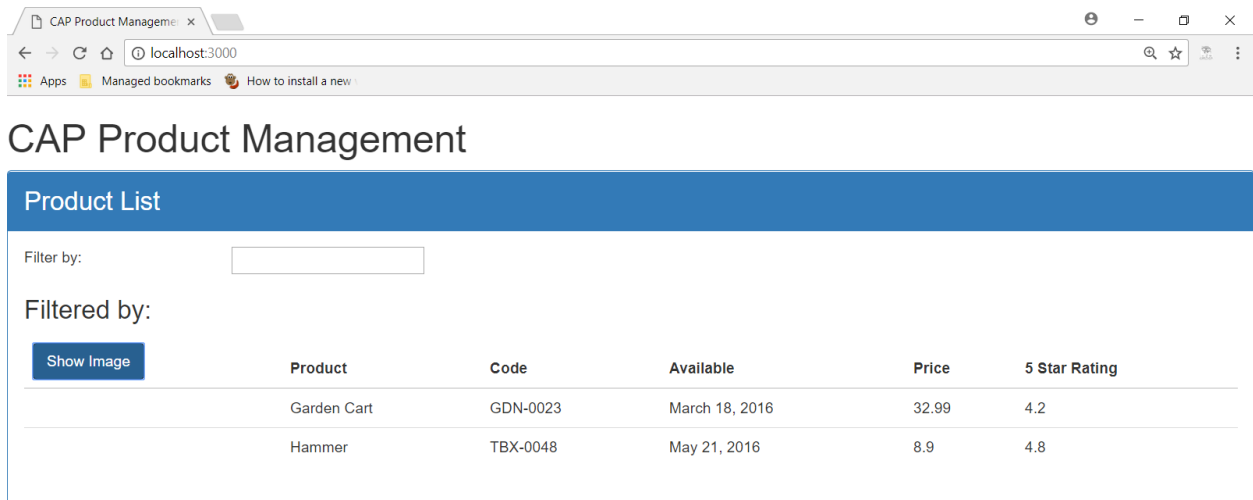 CAP Product Managemen
localhost:3000
Apps Managed bookmarks How to install a new
CAP Product Management
Product List
Filter by:
Filtered by:
Show Image Product Code Available Price 5 Star Rating
Garden Cart GDN-0023 March 18, 2016 32.99 4.2
Hammer TBX-0048 May 21, 2016 8.9 4.8